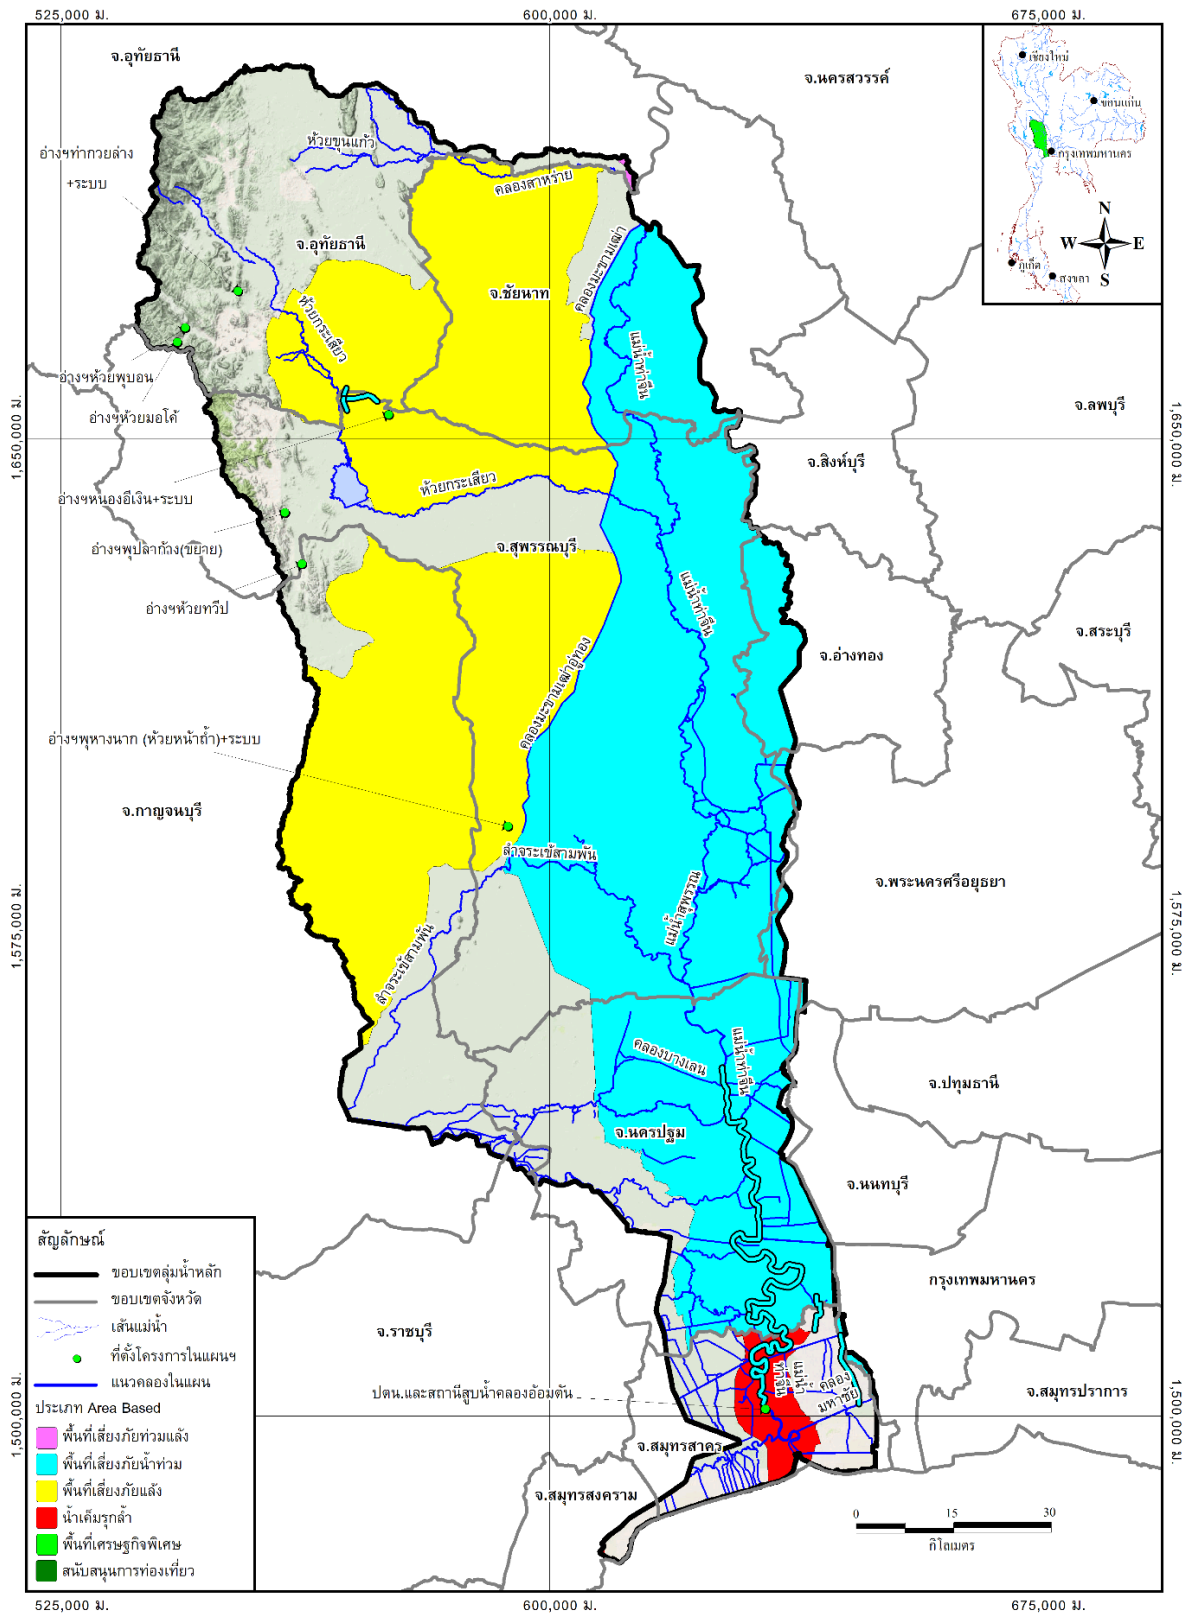 525,000 ม.
600,000 ม.
675,000 ม.
จ.อุทัยธานี
จ.นครสวรรค์
เชียงใหม่
ขอนแก่น
กรุงเทพมหานคร
ภูเก็ต
สงขลา
N
W
E
S
ห้วยขุนแก้ว
อ่างฯท่ากวยล่าง
+ระบบ
คลองสาหร่าย
จ.อุทัยธานี
คลองมะขามเฒ่า
จ.ชัยนาท
ห้วยกระเสียว
แม่น้ำท่าจีน
อ่างฯห้วยพุบอน
อ่างฯห้วยมอโค้
จ.ลพบุรี
1,650,000 ม.
1,650,000 ม.
จ.สิงห์บุรี
ห้วยกระเสียว
อ่างฯหนองอีเงิน+ระบบ
อ่างฯพุปลาก้าง(ขยาย)
จ.สุพรรณบุรี
แม่น้ำท่าจีน
อ่างฯห้วยทวีป
จ.สระบุรี
จ.อ่างทอง
คลองมะขามเฒ่าอู่ทอง
อ่างฯพุหางนาก (ห้วยหน้าถ้ำ)+ระบบ
จ.กาญจนบุรี
ลำจระเข้สามพัน
จ.พระนครศรีอยุธยา
แม่น้ำสุพรรณ
1,575,000 ม.
1,575,000 ม.
ลำจระเข้สามพัน
แม่น้ำท่าจีน
คลองบางเลน
จ.ปทุมธานี
จ.นครปฐม
จ.นนทบุรี
สัญลักษณ์
ขอบเขตลุ่มน้ำหลัก
ขอบเขตจังหวัด
เส้นแม่น้ำ
ที่ตั้งโครงการในแผนฯ
แนวคลองในแผน
ประเภท Area Based
พื้นที่เสี่ยงภัยท่วมแล้ง
พื้นที่เสี่ยงภัยน้ำท่วม
พื้นที่เสี่ยงภัยแล้ง
น้ำเค็มรุกล้ำ
พื้นที่เศรษฐกิจพิเศษ
สนับสนุนการท่องเที่ยว
กรุงเทพมหานคร
จ.ราชบุรี
แม่น้ำ
ท่าจีน
คลอง
มหาชัย
ปตน.และสถานีสูบน้ำคลองอ้อมตัน
จ.สมุทรปราการ
1,500,000 ม.
1,500,000 ม.
จ.สมุทรสาคร
จ.สมุทรสงคราม
0
15
30
กิโลเมตร
525,000 ม.
600,000 ม.
675,000 ม.